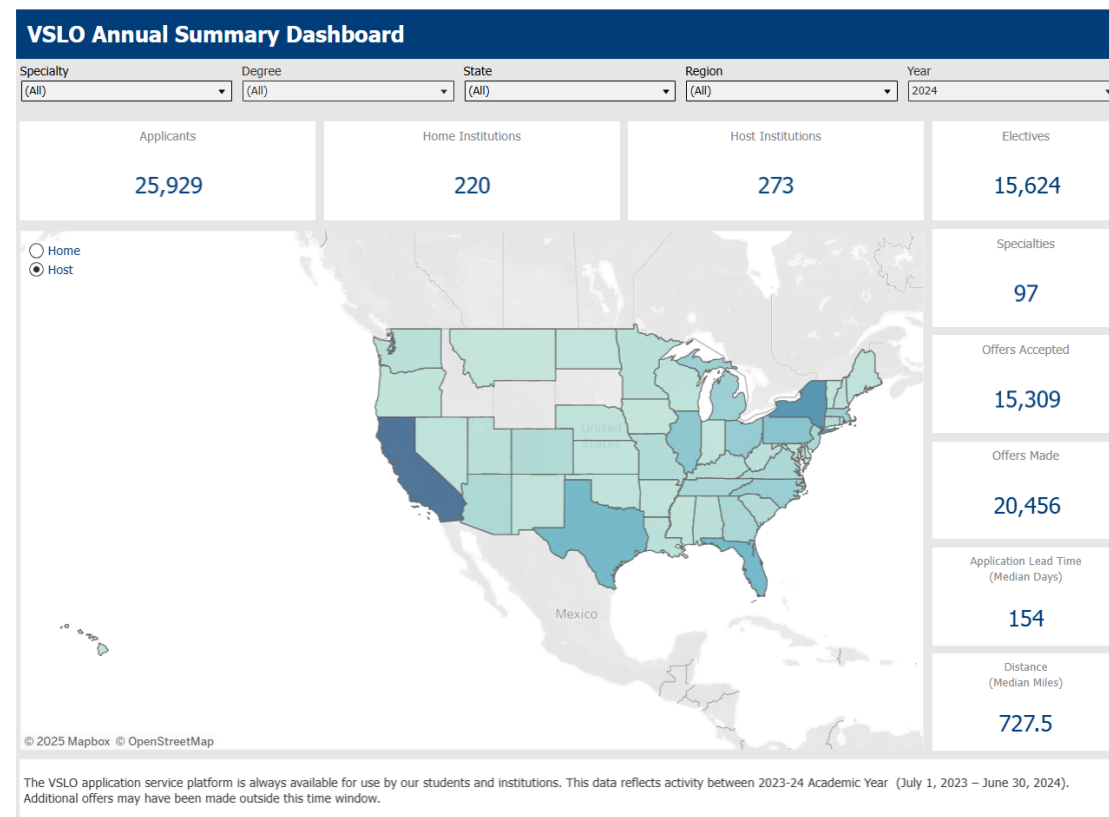 VSLO Annual Summary Dashboard
Specialty
Degree
State
Region
Year
(All)
(All)
(All)
(All)
2024
Applicants
Home Institutions
Host Institutions
Electives
25,929
220
273
15,624
Home
Host
Specialties
97
Offers Accepted
15,309
Offers Made
20,456
Application Lead Time
(Median Days)
154
Distance
(Median Miles)
727.5
United
States
Mexico
© 2025 Mapbox © OpenStreetMap
The VSLO application service platform is always available for use by our students and institutions. This data reflects activity between 2023-24 Academic Year (July 1, 2023 – June 30, 2024).
Additional offers may have been made outside this time window.